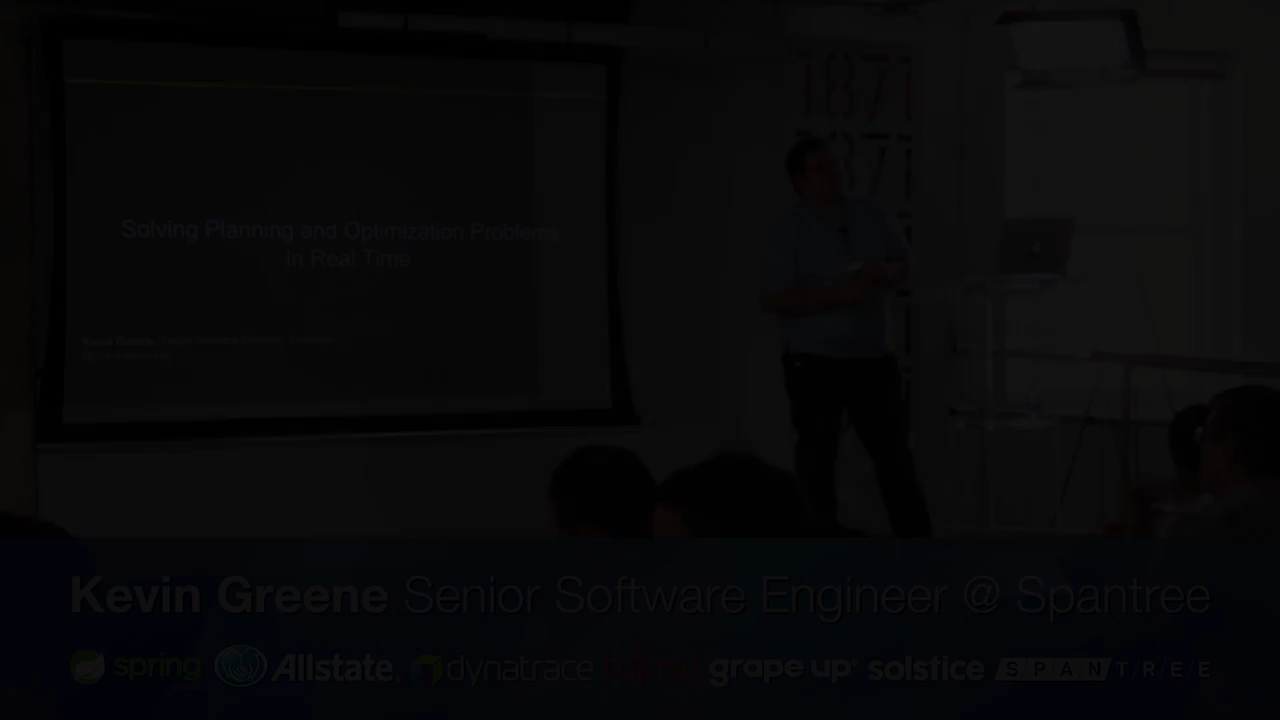 1871
Solving Planning and Optimization Problems
In Real Time
Kevin Greene Senior Software Engineer @ Spantree
spring Allstate. dynatrace grape up solstice SPANTREE